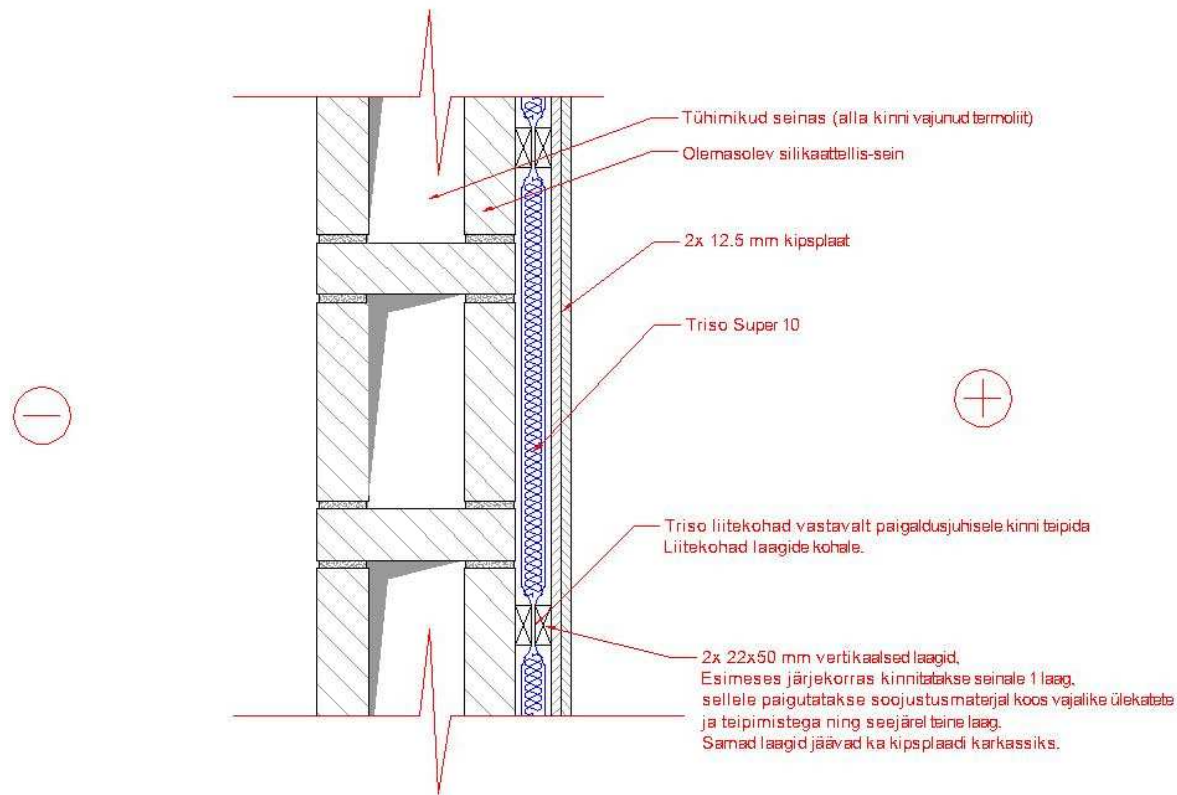 Tühimikud seinas (alla kinni vajunud termoliit)
Olemasolev silikaattellis-sein
2x 12.5 mm kipsplaat
Triso Super 10
Triso liitekohad vastavalt paigaldusjuhisele kinni teipida
Liitekohad laagide kohale.
2x 22x50 mm vertikaalsed laagid,
Esimeses järjekorras kinnitatakse seinale 1 laag,
sellele paigutatakse soojustusmaterjal koos vajalike ülekatete
ja teipimistega ning seejärel teine laag.
Samad laagid jäävad ka kipsplaadi karkassiks.